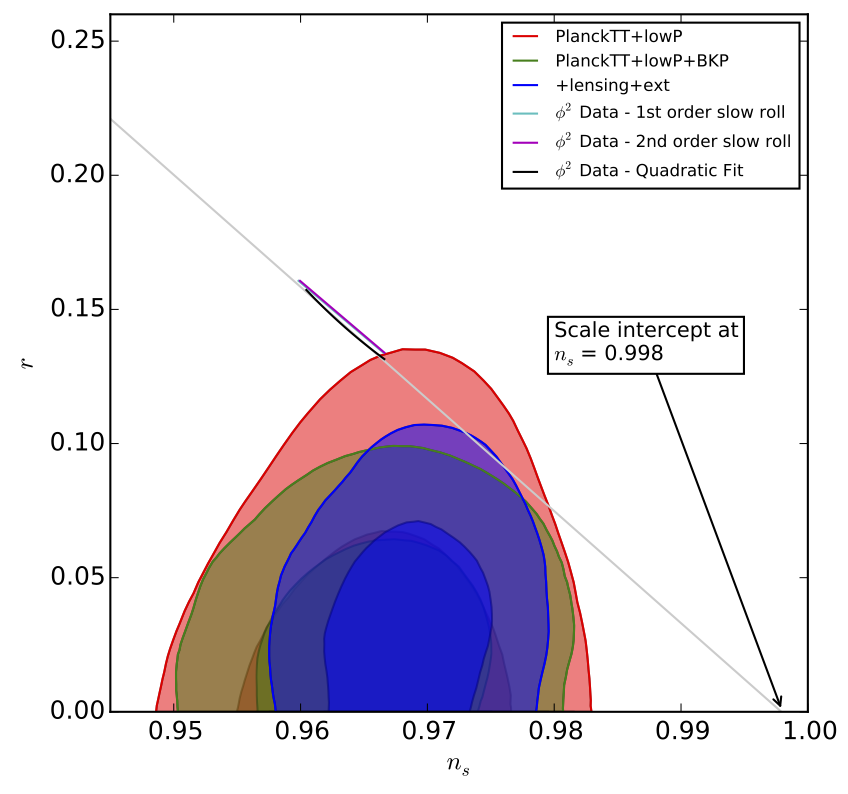 0.25
0.20
0.15
0.10
0.05
0.00
r
PlanckTT+lowP
PlanckTT+lowP+BKP
+lensing+ext
ϕ² Data - 1st order slow roll
ϕ² Data - 2nd order slow roll
ϕ² Data - Quadratic Fit
Scale intercept at
nₛ = 0.998
0.95 0.96 0.97 0.98 0.99 1.00
nₛ